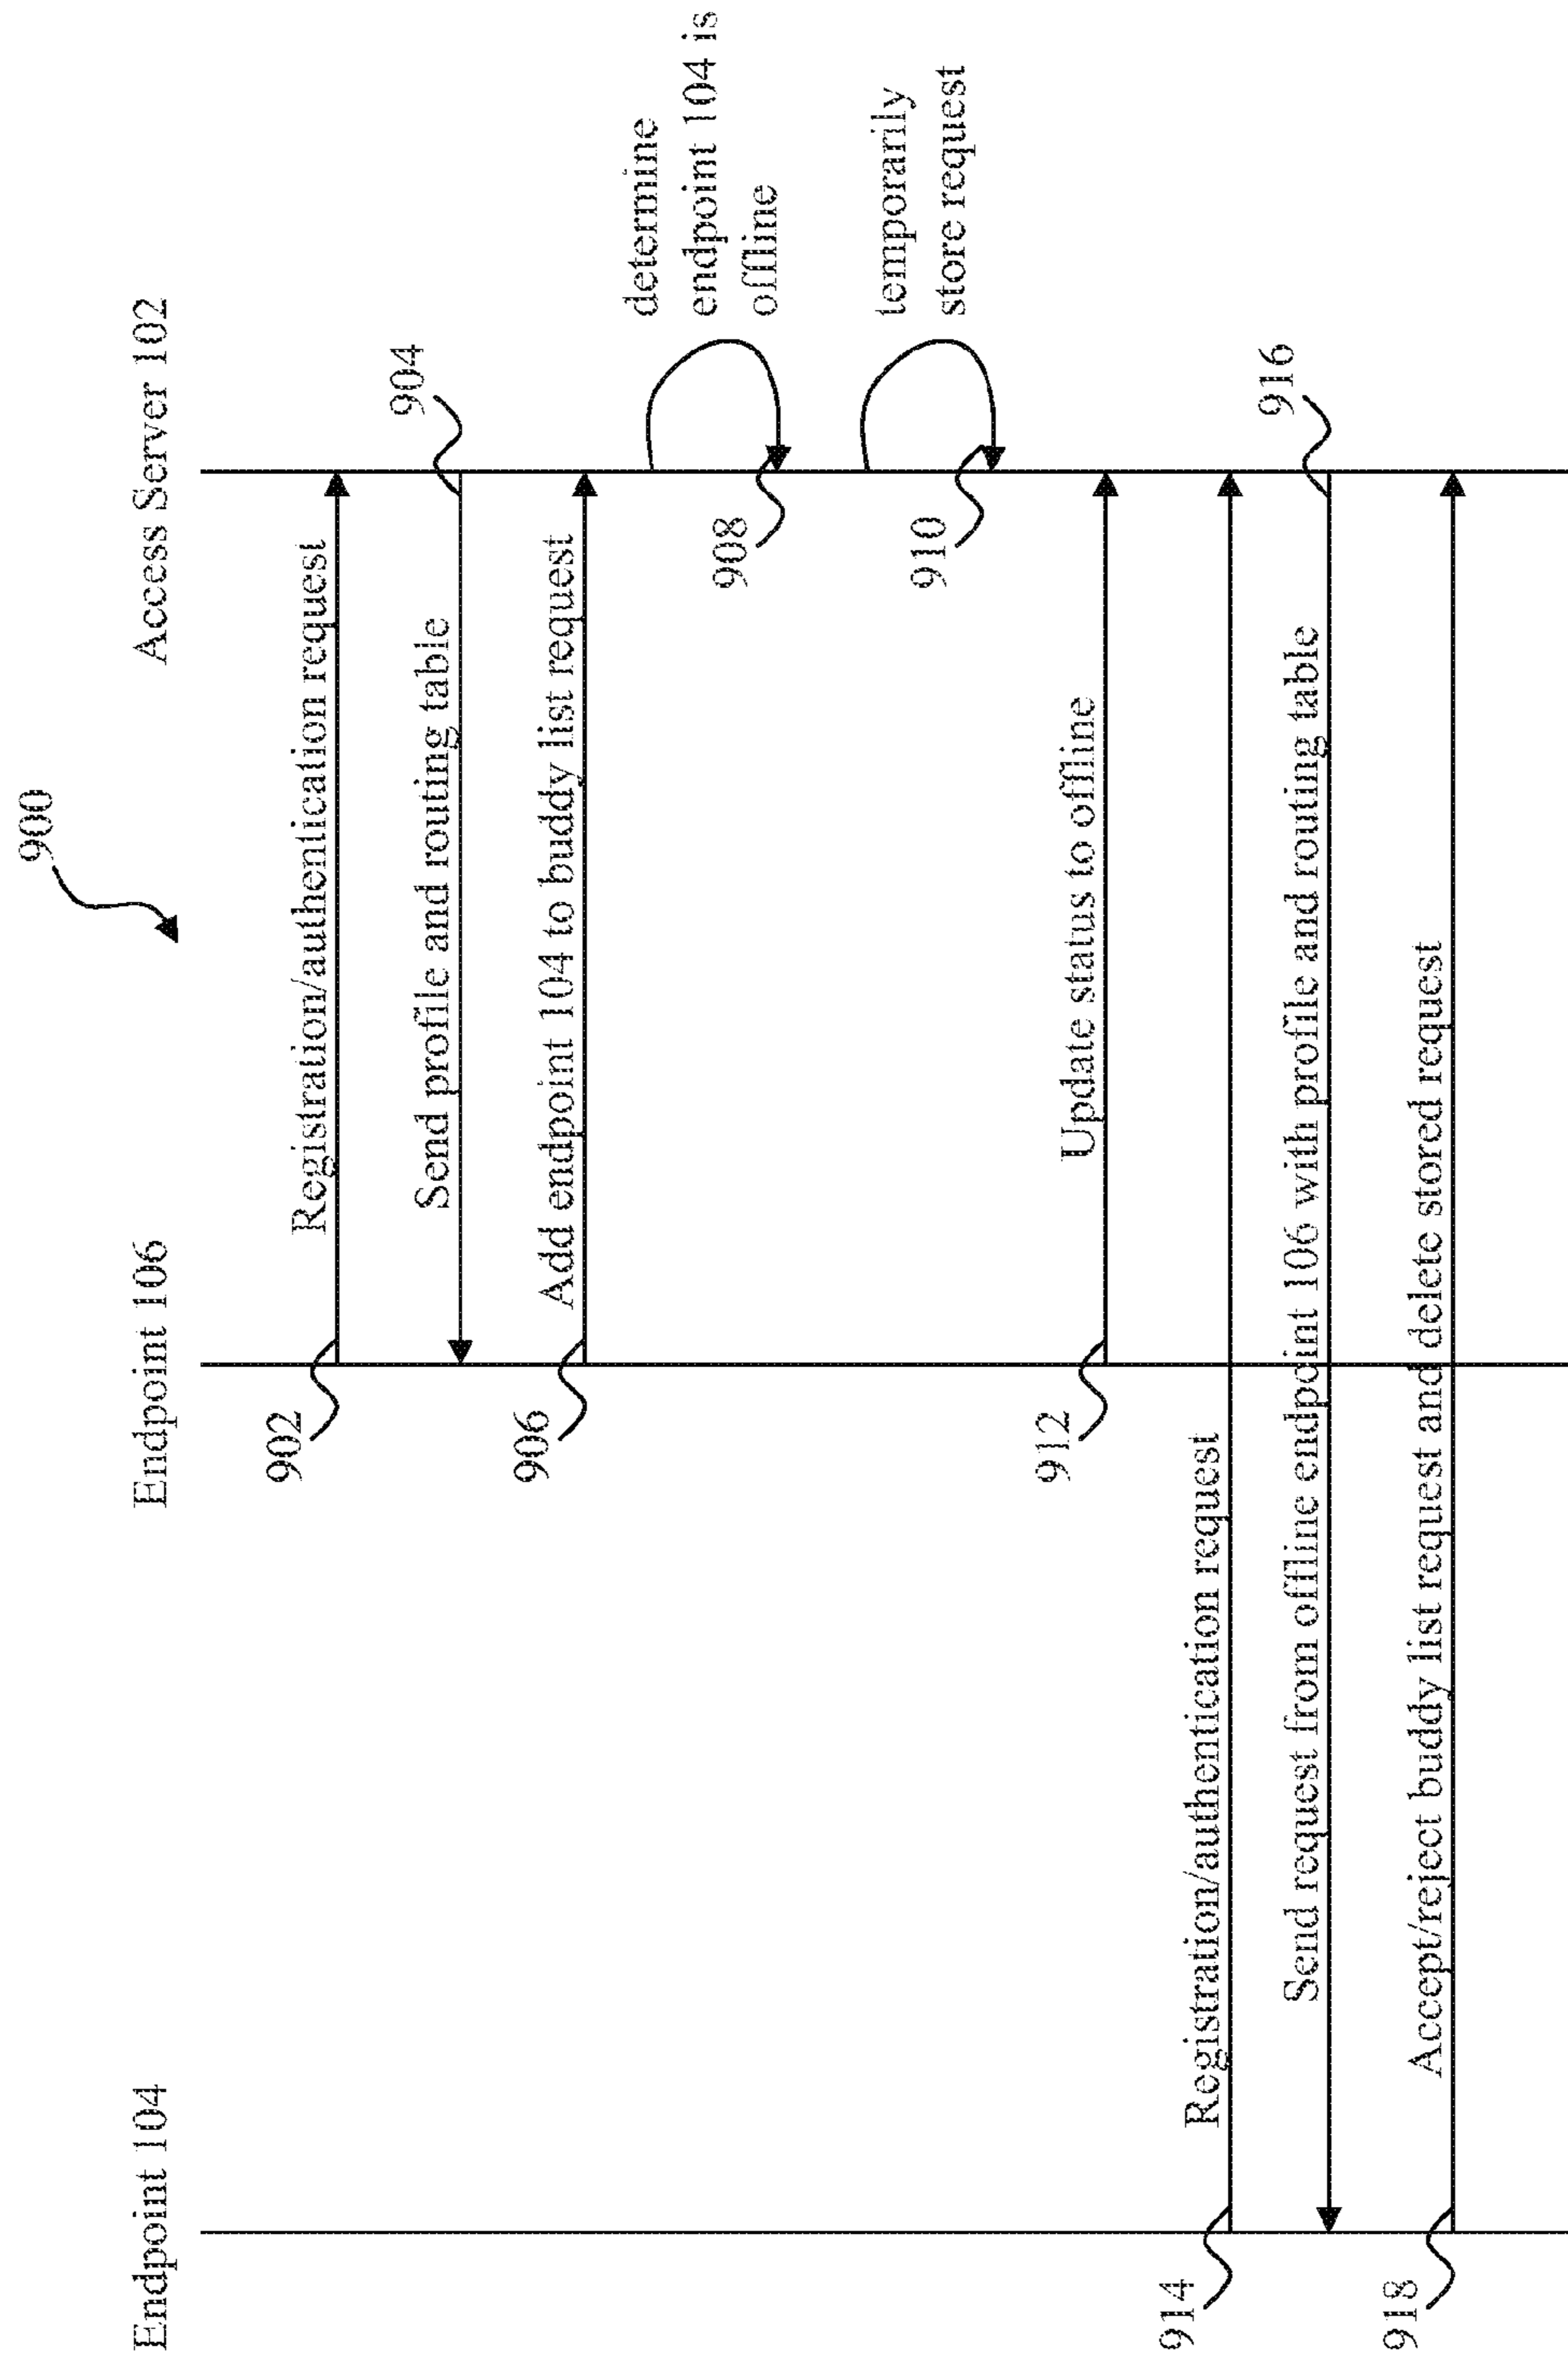 900
Endpoint 104
Endpoint 106
Access Server 102
902
Registration/authentication request
Send profile and routing table
904
906
Add endpoint 104 to buddy list request
determine
endpoint 104 is
offline
908
temporarily
store request
910
912
Update status to offline
914
Registration/authentication request
Send request from offline endpoint 106 with profile and routing table
916
918
Accept/reject buddy list request and delete stored request